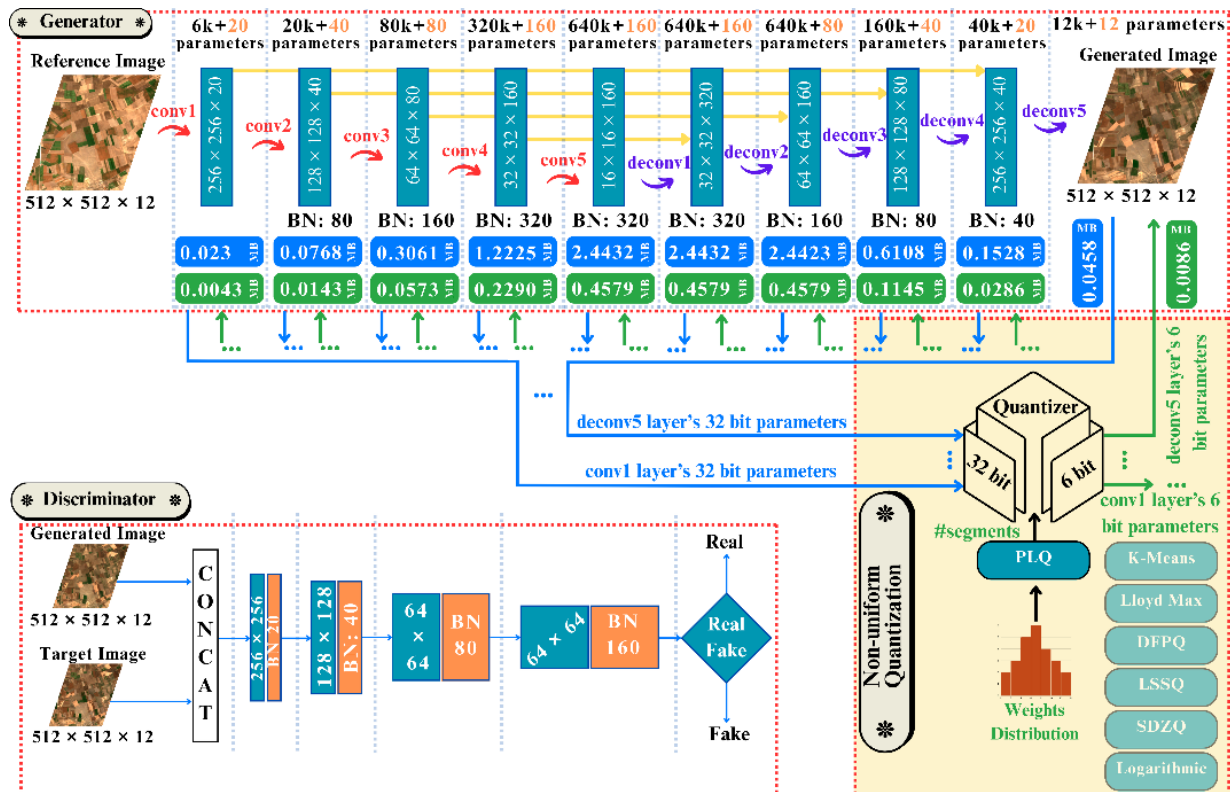 ❋ Generator ❋
6k+20 parameters
20k+40 parameters
80k+80 parameters
320k+160 parameters
640k+160 parameters
640k+160 parameters
640k+80 parameters
160k+40 parameters
40k+20 parameters
12k+12 parameters
Reference Image
512 × 512 × 12
conv1
256 × 256 × 20
conv2
128 × 128 × 40
conv3
64 × 64 × 80
conv4
32 × 32 × 160
conv5
16 × 16 × 160
deconv1
32 × 32 × 320
deconv2
64 × 64 × 160
deconv3
128 × 128 × 80
deconv4
256 × 256 × 40
deconv5
Generated Image
512 × 512 × 12
BN: 80
BN: 160
BN: 320
BN: 320
BN: 320
BN: 160
BN: 80
BN: 40
0.023 MB
0.0768 MB
0.3061 MB
1.2225 MB
2.4432 MB
2.4432 MB
2.4423 MB
0.6108 MB
0.1528 MB
0.0458 MB
0.0043 MB
0.0143 MB
0.0573 MB
0.2290 MB
0.4579 MB
0.4579 MB
0.4579 MB
0.1145 MB
0.0286 MB
0.0086 MB
deconv5 layer's 32 bit parameters
conv1 layer's 32 bit parameters
Quantizer
32 bit
6 bit
deconv5 layer's 6
bit parameters
conv1 layer's 6
bit parameters
#segments
PLQ
Weights
Distribution
K-Means
Lloyd Max
DFPQ
LSSQ
SDZQ
Logarithmic
❋ Non-uniform
Quantization ❋
❋ Discriminator ❋
Generated Image
512 × 512 × 12
Target Image
512 × 512 × 12
CONCAT
256 × 256
BN 20
128 × 128
BN: 40
64 × 64
BN 80
64 × 64
BN 160
Real
Real
Fake
Fake